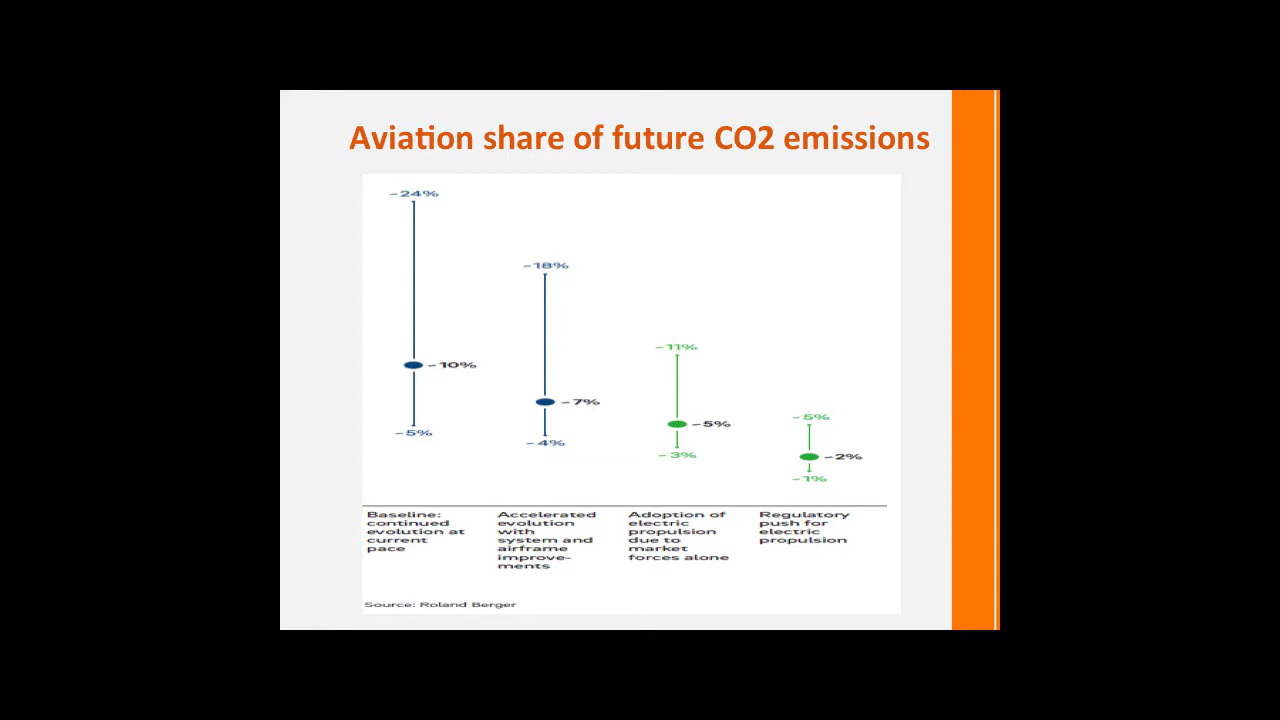 Aviation share of future CO2 emissions
~24%
~18%
~11%
~10%
~7%
~5%
~5%
~5%
~4%
~3%
~2%
~1%
Baseline:
continued
evolution at
current
pace
Accelerated
evolution
with
system and
airframe
improve-
ments
Adoption of
electric
propulsion
due to
market
forces alone
Regulatory
push for
electric
propulsion
Source: Roland Berger